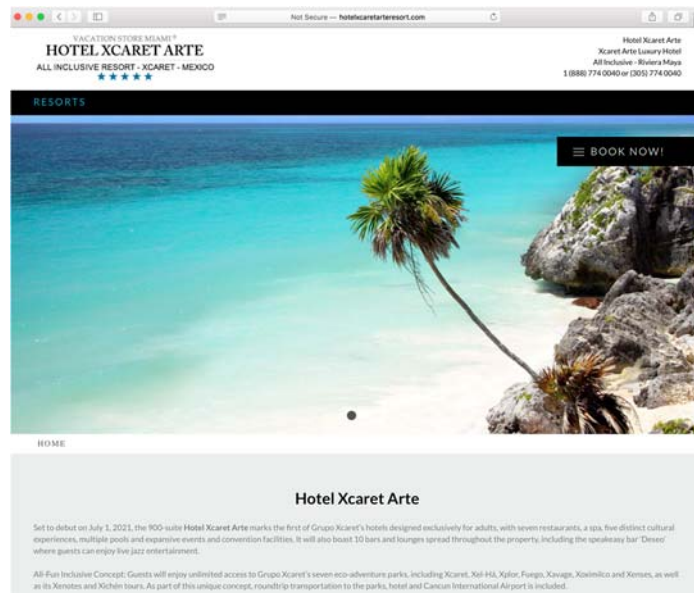 Not Secure — hotelxcaretarteresort.com
VACATION STORE MIAMI®
HOTEL XCARET ARTE
ALL INCLUSIVE RESORT - XCARET - MEXICO
Hotel Xcaret Arte
Xcaret Arte Luxury Hotel
All Inclusive - Riviera Maya
1 (888) 774 0040 or (305) 774 0040
RESORTS
BOOK NOW!
HOME
Hotel Xcaret Arte
Set to debut on July 1, 2021, the 900-suite Hotel Xcaret Arte marks the first of Grupo Xcaret's hotels designed exclusively for adults, with seven restaurants, a spa, five distinct cultural
experiences, multiple pools and expansive events and convention facilities. It will also boast 10 bars and lounges spread throughout the property, including the speakeasy bar 'Deseo'
where guests can enjoy live jazz entertainment.
All-Fun Inclusive Concept: Guests will enjoy unlimited access to Grupo Xcaret's seven eco-adventure parks, including Xcaret, Xel-Há, Xplor, Fuego, Xavage, Xoximilco and Xenses, as well
as its Xenotes and Xichén tours. As part of this unique concept, roundtrip transportation to the parks, hotel and Cancun International Airport is included.